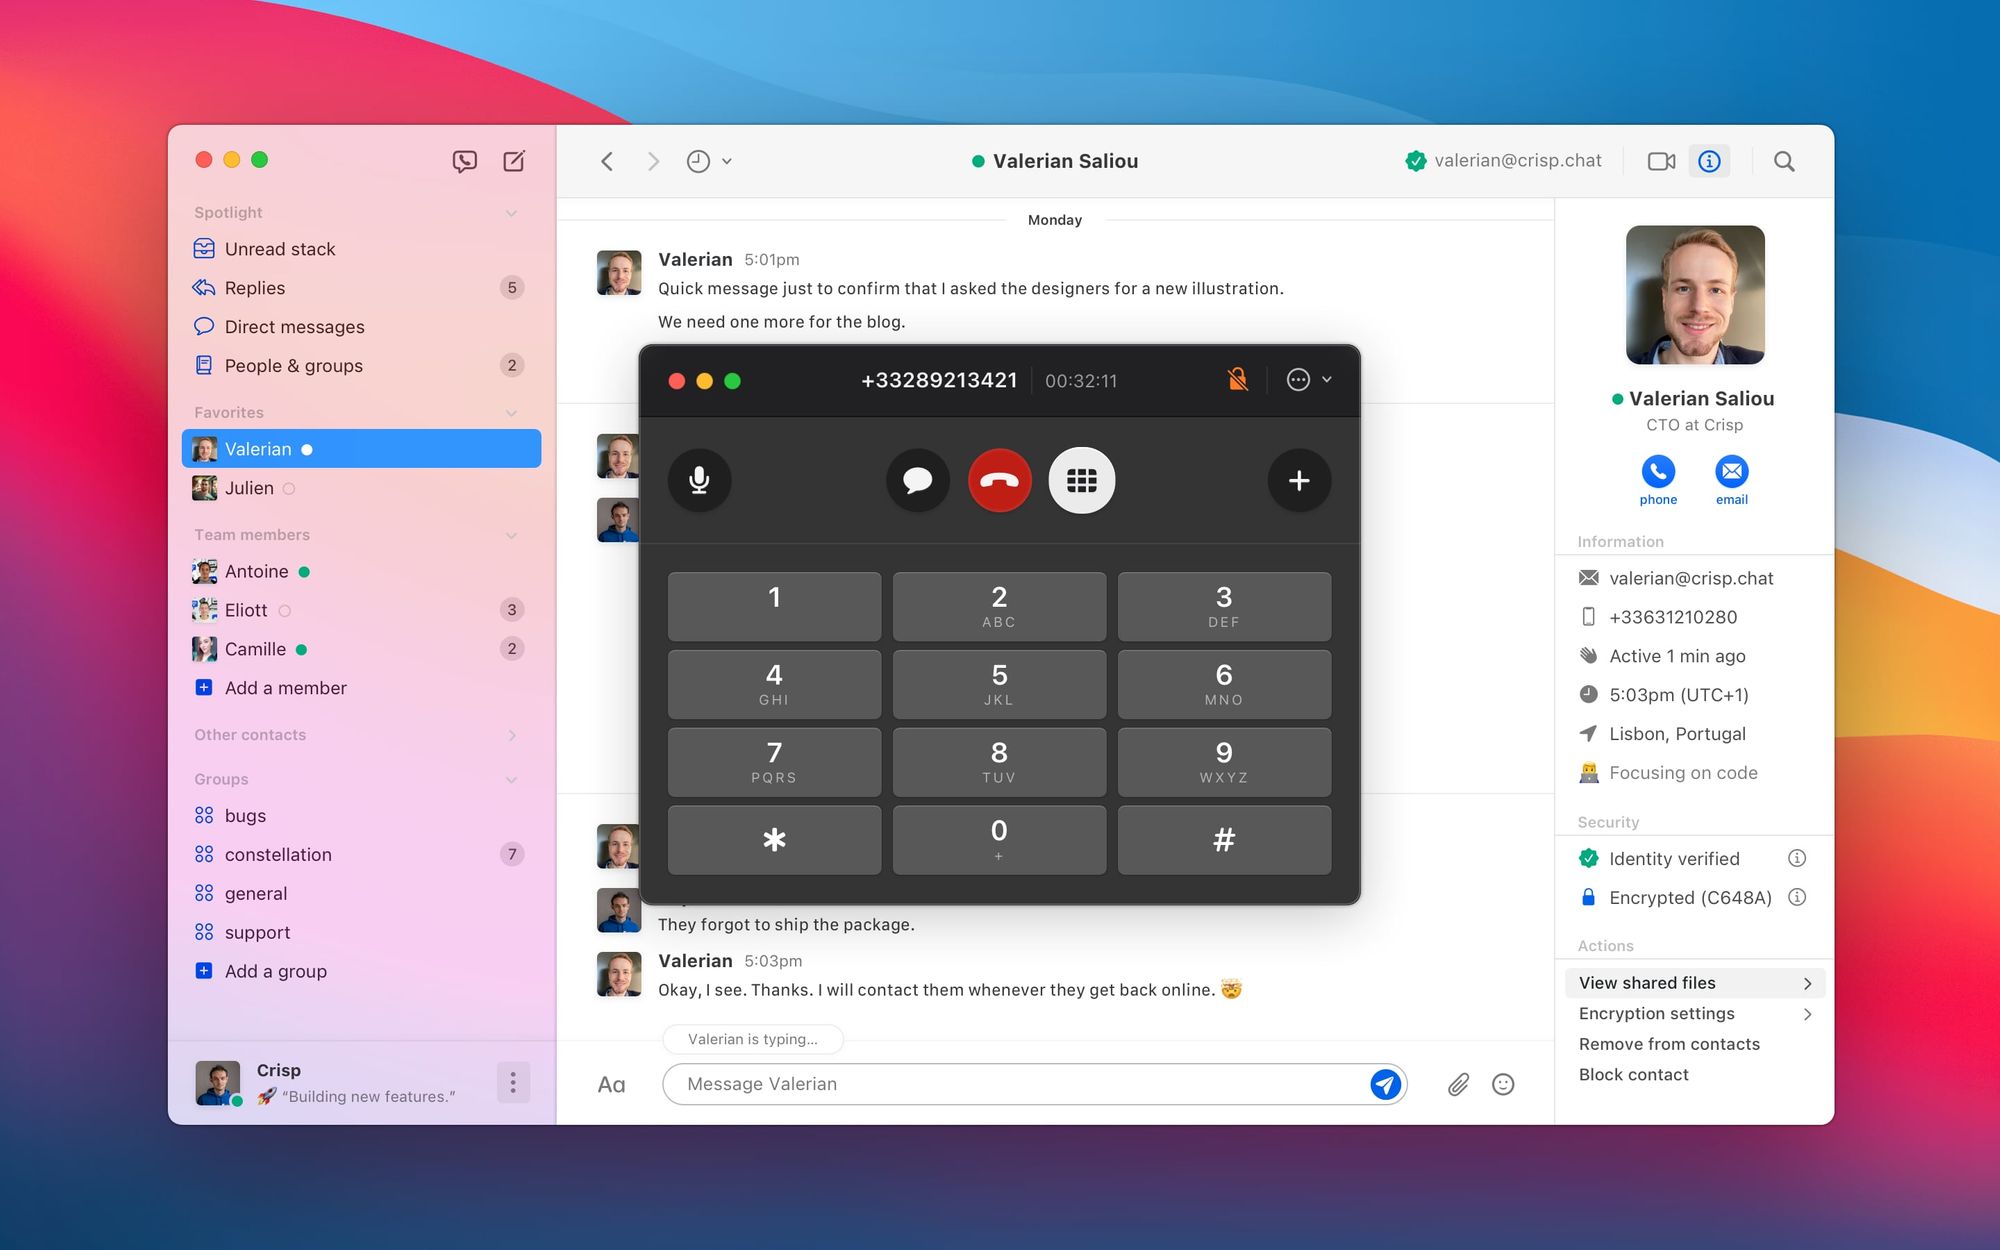 Spotlight
Unread stack
Replies 5
Direct messages
People & groups 2
Favorites
Valerian
Julien
Team members
Antoine
Eliott 3
Camille 2
Add a member
Other contacts
Groups
bugs
constellation 7
general
support
Add a group
Crisp
🚀 “Building new features.”
Valerian Saliou
valerian@crisp.chat
Monday
Valerian 5:01pm
Quick message just to confirm that I asked the designers for a new illustration.
We need one more for the blog.
+33289213421 00:32:11
1
2
ABC
3
DEF
4
GHI
5
JKL
6
MNO
7
PQRS
8
TUV
9
WXYZ
*
0
+
#
They forgot to ship the package.
Valerian 5:03pm
Okay, I see. Thanks. I will contact them whenever they get back online. 🤯
Valerian is typing...
Aa
Message Valerian
Valerian Saliou
CTO at Crisp
phone
email
Information
valerian@crisp.chat
+33631210280
Active 1 min ago
5:03pm (UTC+1)
Lisbon, Portugal
Focusing on code
Security
Identity verified
Encrypted (C648A)
Actions
View shared files
Encryption settings
Remove from contacts
Block contact